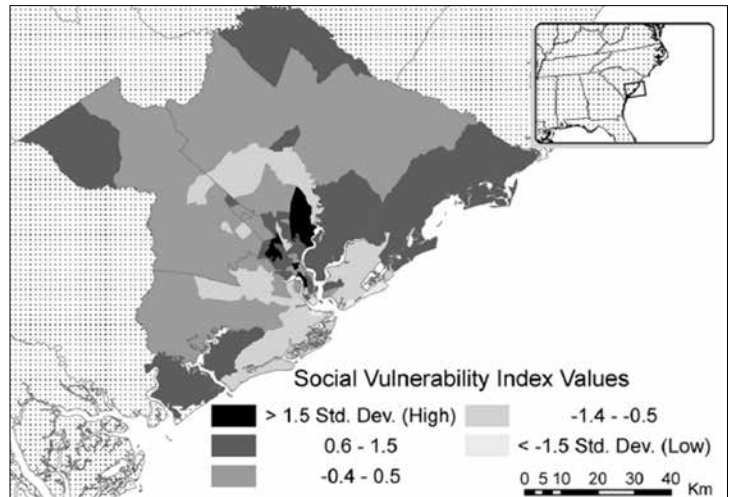 Social Vulnerability Index Values
> 1.5 Std. Dev. (High)
0.6 - 1.5
-0.4 - 0.5
-1.4 - -0.5
< -1.5 Std. Dev. (Low)
0 5 10 20 30 40
Km